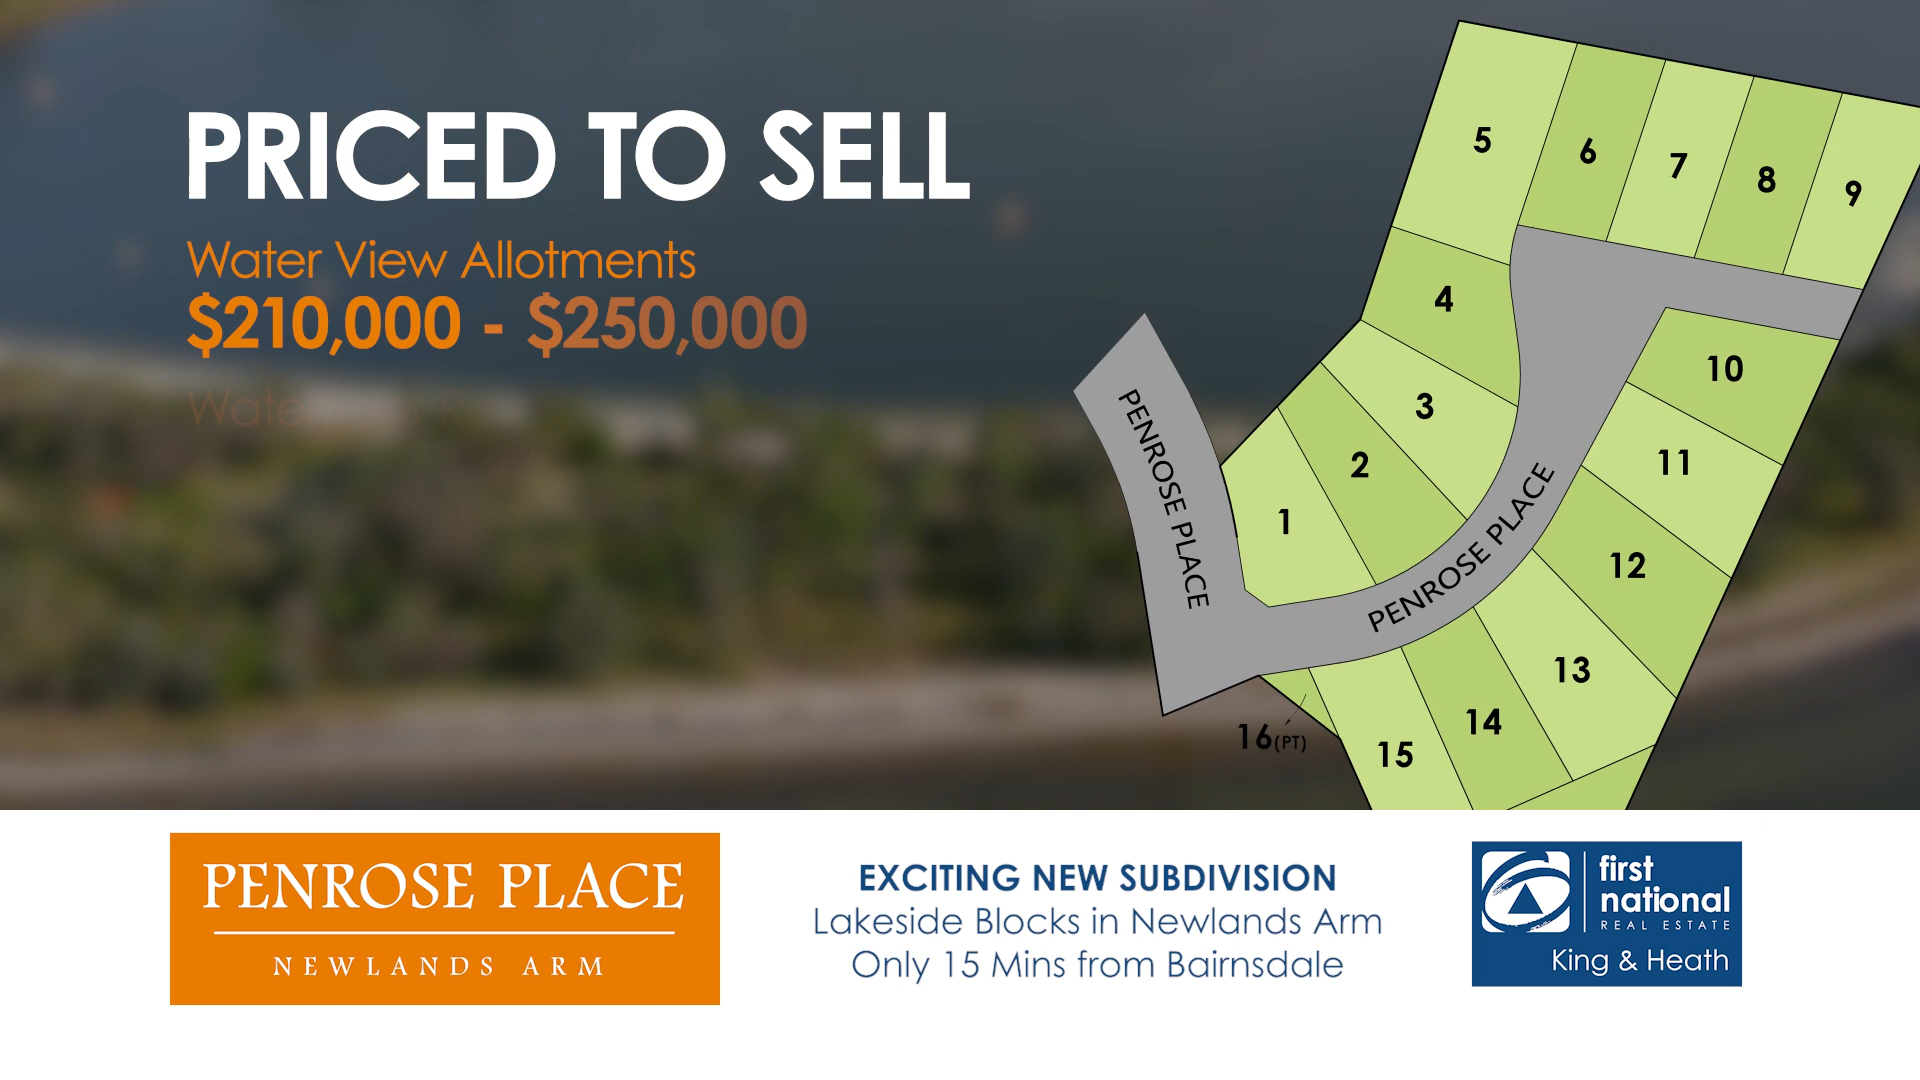 PRICED TO SELL
Water View Allotments
$210,000 - $250,000
Wate
5
6
7
8
9
4
10
3
11
2
1
12
PENROSE PLACE
PENROSE PLACE
13
14
15
16(PT)
PENROSE PLACE
NEWLANDS ARM
EXCITING NEW SUBDIVISION
Lakeside Blocks in Newlands Arm
Only 15 Mins from Bairnsdale
first
national
REAL ESTATE
King & Heath